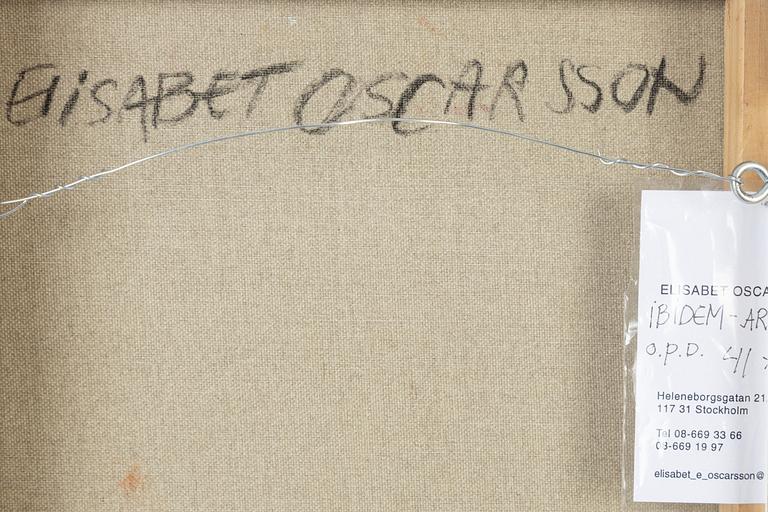 ELISABET OSCARSSON
ELISABET OSCA
IBIDEM - AR
O.P.D. 411
Heleneborgsgatan 21
117 31 Stockholm
Tel 08-669 33 66
08-669 19 97
elisabet_e_oscarsson@